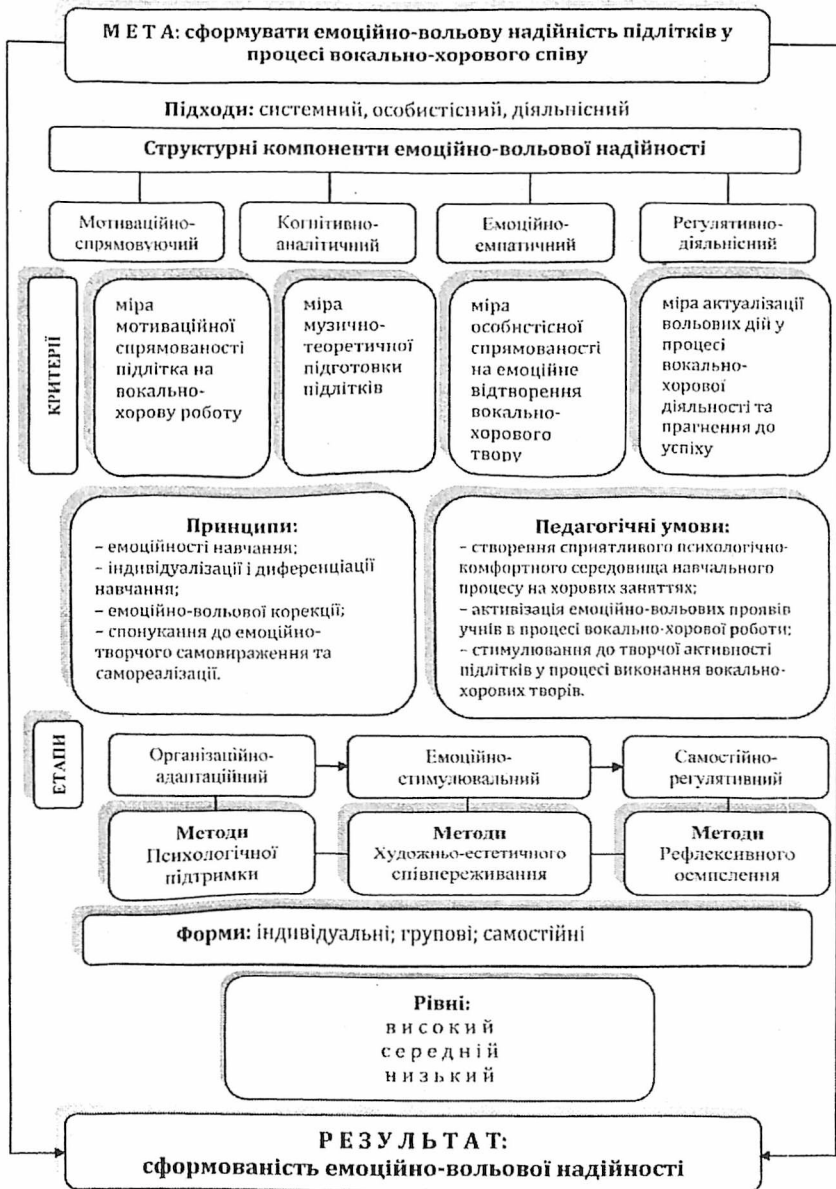 М Е Т А: сформувати емоційно-вольову надійність підлітків у
процесі вокально-хорового співу
Підходи: системний, особистісний, діяльнісний
Структурні компоненти емоційно-вольової надійності
Мотиваційно-
спрямовуючий
Когнітивно-
аналітичний
Емоційно-
емпатичний
Регулятивно-
діяльнісний
КРИТЕРІЇ
міра
мотиваційної
спрямованості
підлітка на
вокально-
хорову роботу
міра
музично-
теоретичної
підготовки
підлітків
міра
особистісної
спрямованості
на емоційне
відтворення
вокально-
хорового
твору
міра актуалізації
вольових дій у
процесі
вокально-
хорової
діяльності та
прагнення до
успіху
Принципи:
– емоційності навчання;
– індивідуалізації і диференціації
навчання;
– емоційно-вольової корекції;
– спонукання до емоційно-
творчого самовираження та
самореалізації.
Педагогічні умови:
– створення сприятливого психологічно-
комфортного середовища навчального
процесу на хорових заняттях;
– активізація емоційно-вольових проявів
учнів в процесі вокально-хорової роботи;
– стимулювання до творчої активності
підлітків у процесі виконання вокально-
хорових творів.
ЕТАПИ
Організаційно-
адаптаційний
Емоційно-
стимулювальний
Самостійно-
регулятивний
Методи
Психологічної
підтримки
Методи
Художньо-естетичного
співпереживання
Методи
Рефлексивного
осмислення
Форми: індивідуальні; групові; самостійні
Рівні:
в и с о к и й
с е р е д н і й
н и з ь к и й
Р Е З У Л Ь Т А Т:
сформованість емоційно-вольової надійності